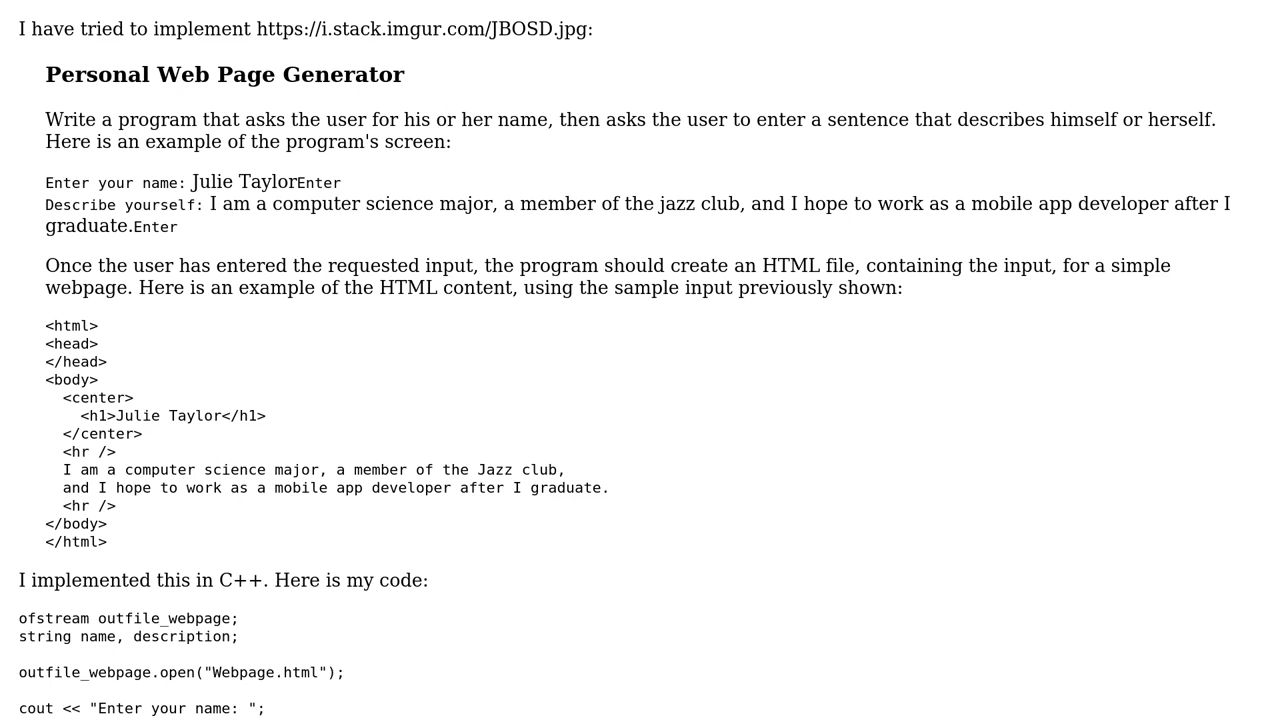 I have tried to implement https://i.stack.imgur.com/JBOSD.jpg:
Personal Web Page Generator
Write a program that asks the user for his or her name, then asks the user to enter a sentence that describes himself or herself.
Here is an example of the program's screen:
Enter your name: Julie TaylorEnter
Describe yourself: I am a computer science major, a member of the jazz club, and I hope to work as a mobile app developer after I
graduate.Enter
Once the user has entered the requested input, the program should create an HTML file, containing the input, for a simple
webpage. Here is an example of the HTML content, using the sample input previously shown:
<html>
<head>
</head>
<body>
  <center>
    <h1>Julie Taylor</h1>
  </center>
  <hr />
  I am a computer science major, a member of the Jazz club,
  and I hope to work as a mobile app developer after I graduate.
  <hr />
</body>
</html>
I implemented this in C++. Here is my code:
ofstream outfile_webpage;
string name, description;
outfile_webpage.open("Webpage.html");
cout << "Enter your name: ";